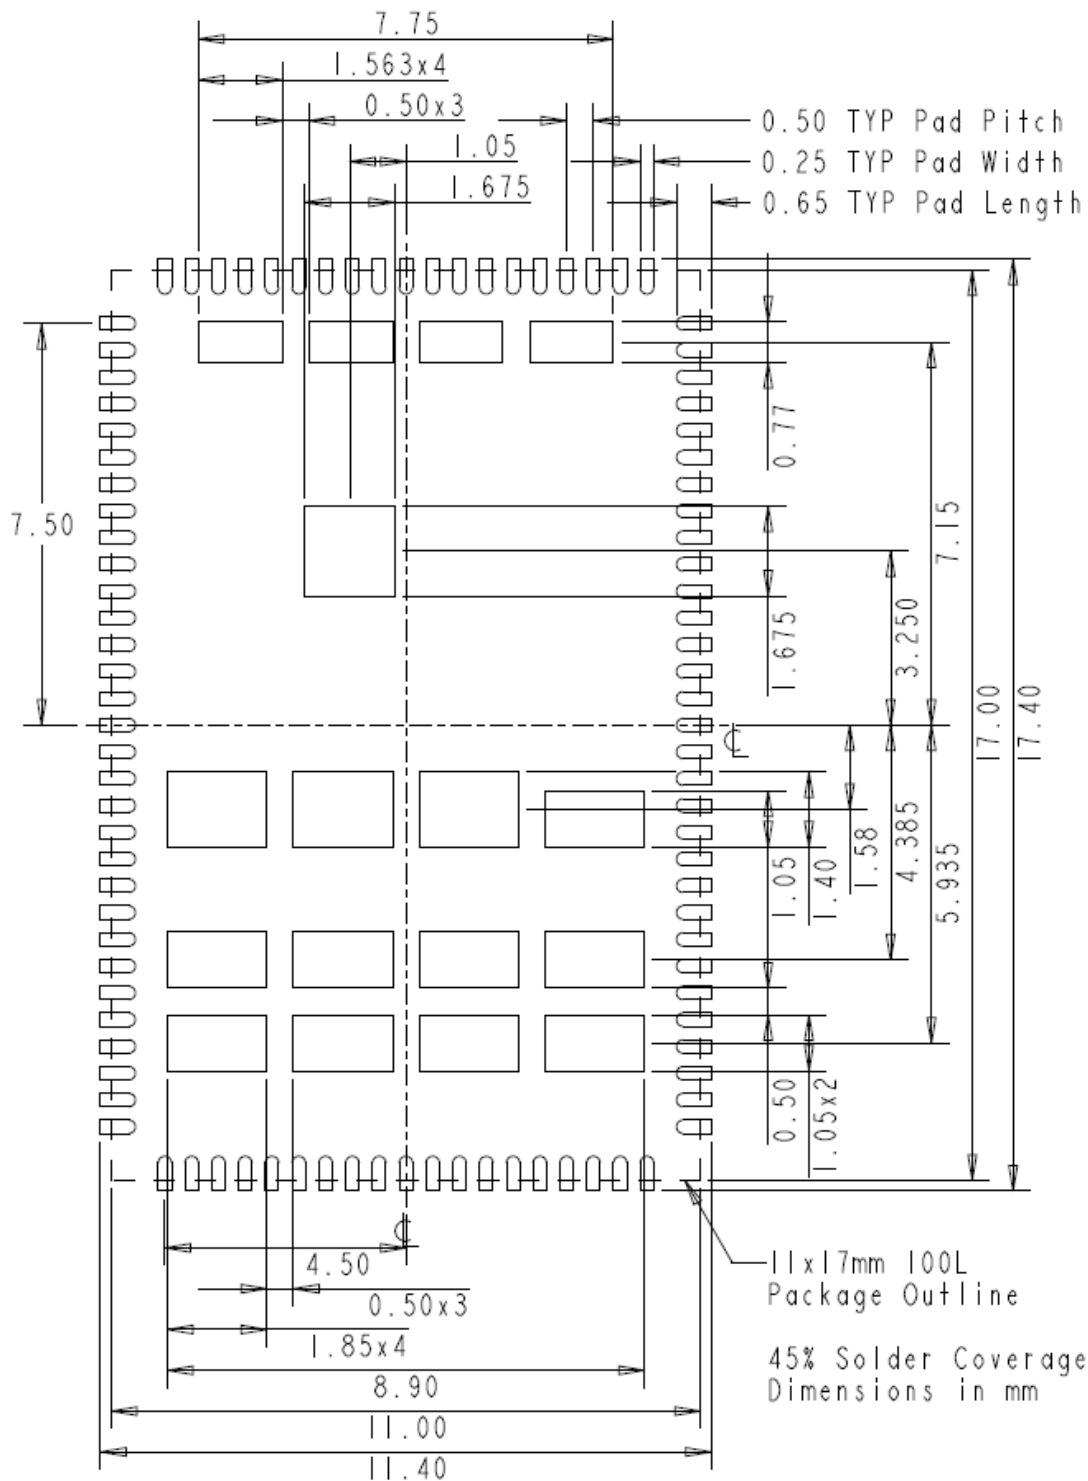 7.75
1.563x4
0.50x3
1.05
1.675
0.50 TYP Pad Pitch
0.25 TYP Pad Width
0.65 TYP Pad Length
7.50
0.77
7.15
1.675
3.250
17.00
17.40
℄
1.05
1.40
1.58
4.385
5.935
0.50
1.05x2
℄
4.50
0.50x3
1.85x4
8.90
11.00
11.40
11x17mm 100L
Package Outline
45% Solder Coverage
Dimensions in mm